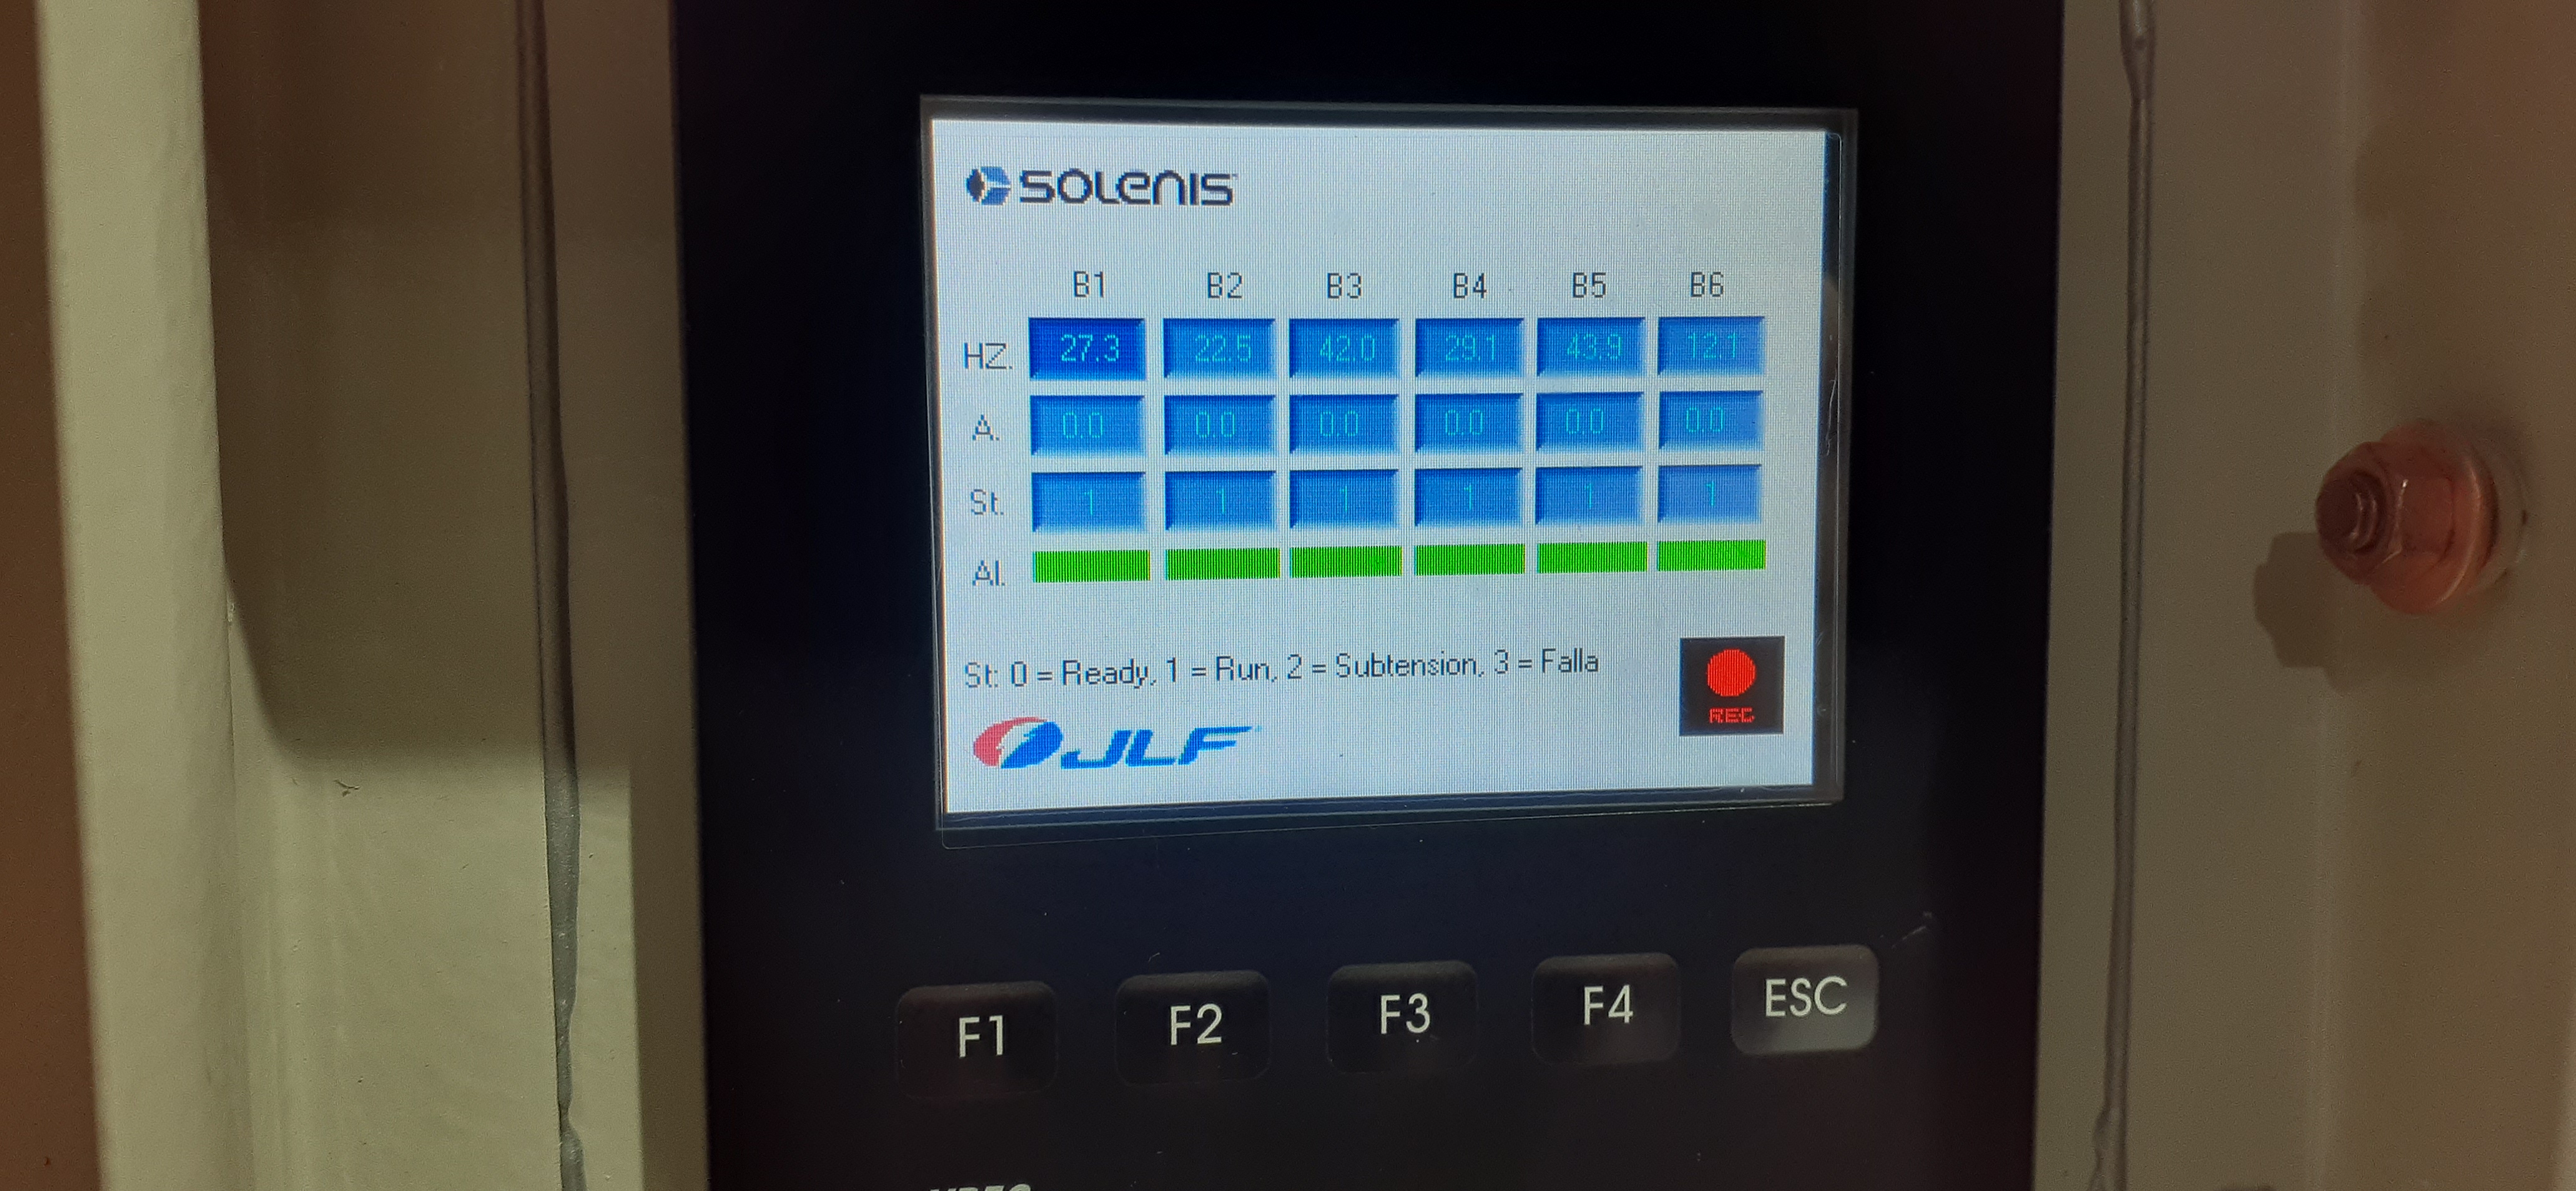 SOLENIS
B1 B2 B3 B4 B5 B6
HZ. 27.3 22.5 42.0 29.1 43.9 12.1
A. 0.0 0.0 0.0 0.0 0.0 0.0
St. 1 1 1 1 1 1
Al.
St: 0 = Ready, 1 = Run, 2 = Subtension, 3 = Falla
REC
JLF
F1 F2 F3 F4 ESC